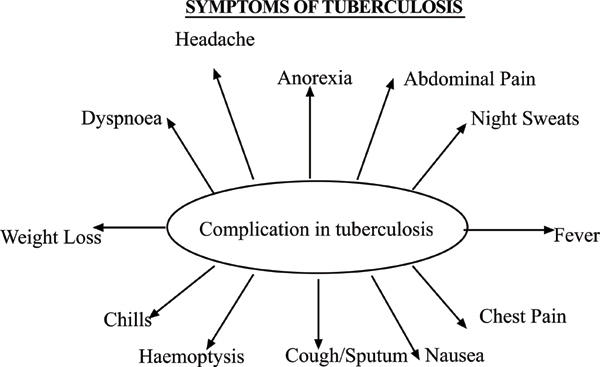 SYMPTOMS OF TUBERCULOSIS
Headache
Anorexia
Abdominal Pain
Dyspnoea
Night Sweats
Weight Loss
Complication in tuberculosis
Fever
Chills
Chest Pain
Haemoptysis
Cough/Sputum
Nausea